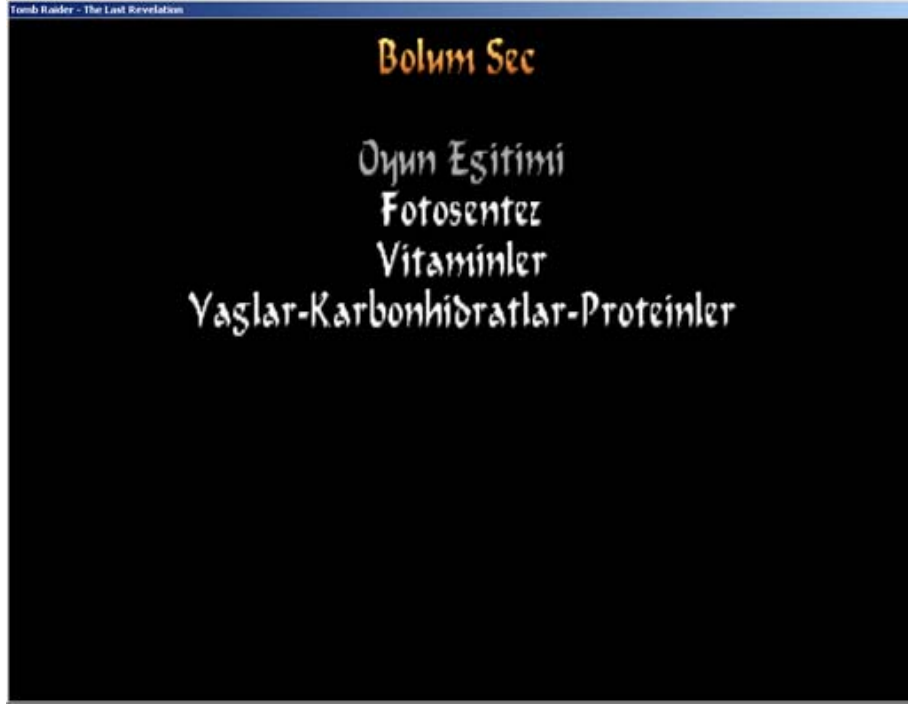 Tomb Raider - The Last Revelation
Bolum Sec
Oyun Egitimi
Fotosentez
Vitaminler
Yaglar-Karbonhidratlar-Proteinler